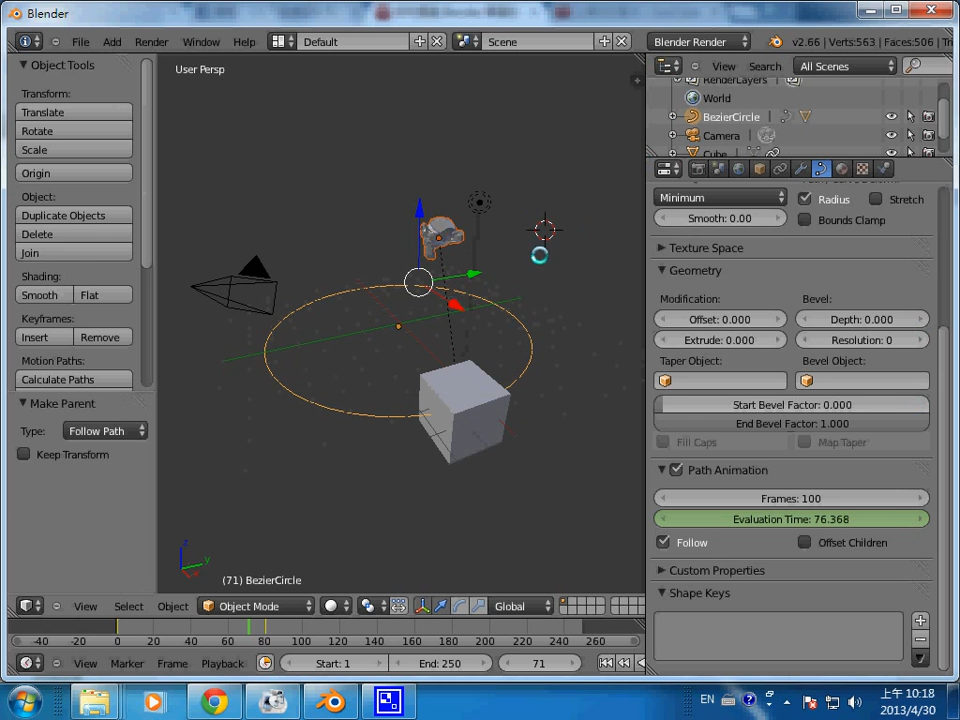 Blender
File Add Render Window Help Default Scene Blender Render v2.66 | Verts:563 | Faces:506 | Tri
Object Tools
Transform:
Translate
Rotate
Scale
Origin
Object:
Duplicate Objects
Delete
Join
Shading:
Smooth Flat
Keyframes:
Insert Remove
Motion Paths:
Calculate Paths
Make Parent
Type: Follow Path
Keep Transform
User Persp
(71) BezierCircle
View Search All Scenes
RenderLayers
World
BezierCircle
Camera
Cube
Minimum Radius Stretch
Smooth: 0.00 Bounds Clamp
Texture Space
Geometry
Modification: Bevel:
Offset: 0.000 Depth: 0.000
Extrude: 0.000 Resolution: 0
Taper Object: Bevel Object:
Start Bevel Factor: 0.000
End Bevel Factor: 1.000
Fill Caps Map Taper
Path Animation
Frames: 100
Evaluation Time: 76.368
Follow Offset Children
Custom Properties
Shape Keys
View Select Object Object Mode Global
-40 -20 0 20 40 60 80 100 120 140 160 180 200 220 240 260
View Marker Frame Playback Start: 1 End: 250 71
EN
上午 10:18
2013/4/30